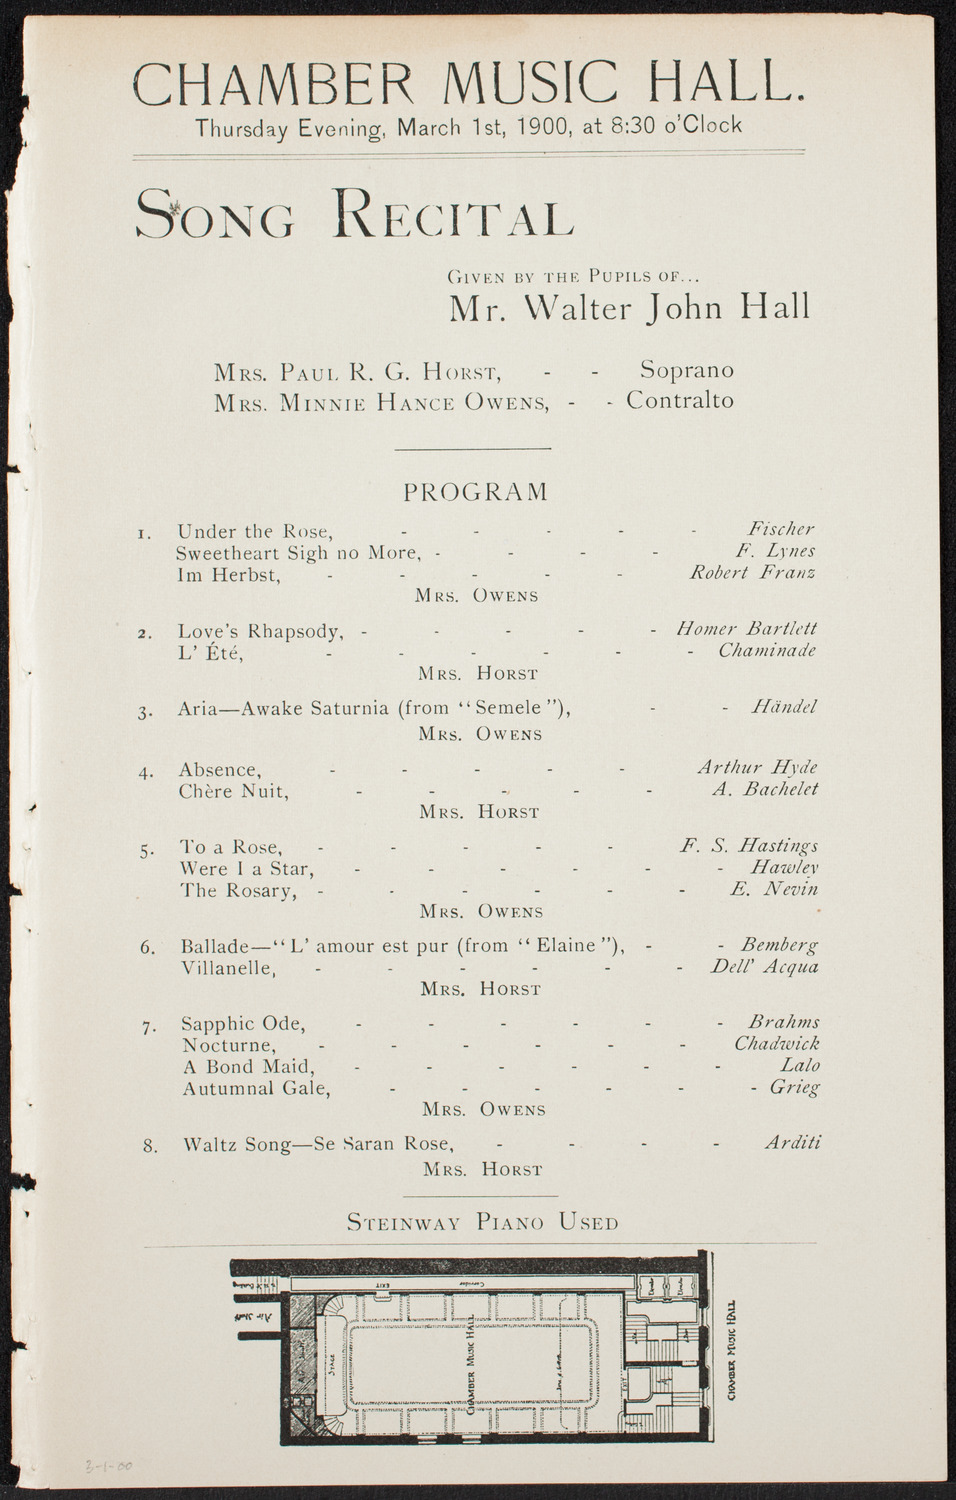 CHAMBER MUSIC HALL.
Thursday Evening, March 1st, 1900, at 8:30 o'Clock
SONG RECITAL
GIVEN BY THE PUPILS OF...
Mr. Walter John Hall
MRS. PAUL R. G. HORST, - - Soprano
MRS. MINNIE HANCE OWENS, - - Contralto
PROGRAM
1. Under the Rose, - - - - - Fischer
Sweetheart Sigh no More, - - - - F. Lynes
Im Herbst, - - - - - Robert Franz
MRS. OWENS
2. Love's Rhapsody, - - - - - Homer Bartlett
L' Été, - - - - - - Chaminade
MRS. HORST
3. Aria—Awake Saturnia (from "Semele"), - - Händel
MRS. OWENS
4. Absence, - - - - - Arthur Hyde
Chère Nuit, - - - - - A. Bachelet
MRS. HORST
5. To a Rose, - - - - - F. S. Hastings
Were I a Star, - - - - - - Hawley
The Rosary, - - - - - - E. Nevin
MRS. OWENS
6. Ballade—"L' amour est pur (from "Elaine"), - - Bemberg
Villanelle, - - - - - - Dell' Acqua
MRS. HORST
7. Sapphic Ode, - - - - - - Brahms
Nocturne, - - - - - - Chadwick
A Bond Maid, - - - - - - Lalo
Autumnal Gale, - - - - - - Grieg
MRS. OWENS
8. Waltz Song—Se Saran Rose, - - - - Arditi
MRS. HORST
STEINWAY PIANO USED
EXIT
Corridor
Air Shaft
STAGE
CHAMBER MUSIC HALL
EXIT
CHAMBER MUSIC HALL
3-1-00